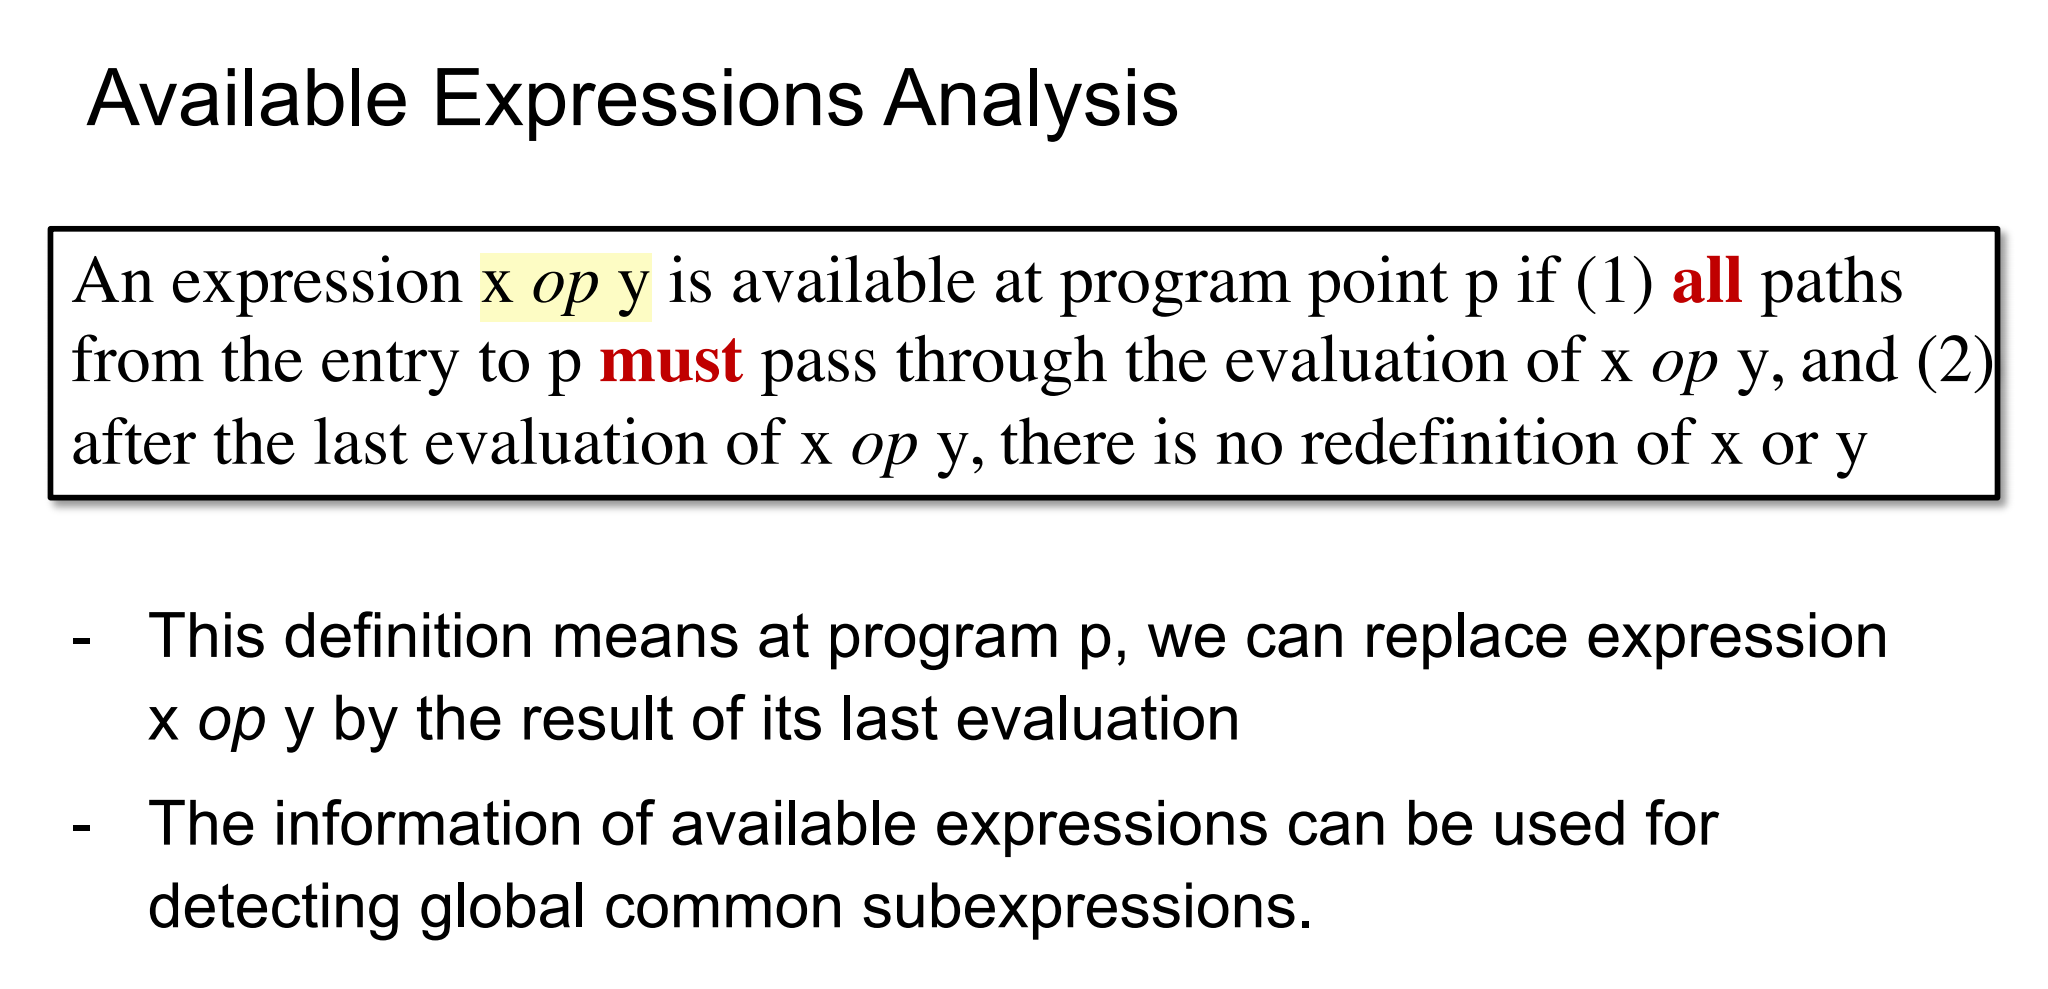 Available Expressions Analysis
An expression x op y is available at program point p if (1) all paths
from the entry to p must pass through the evaluation of x op y, and (2)
after the last evaluation of x op y, there is no redefinition of x or y
- This definition means at program p, we can replace expression
x op y by the result of its last evaluation
- The information of available expressions can be used for
detecting global common subexpressions.